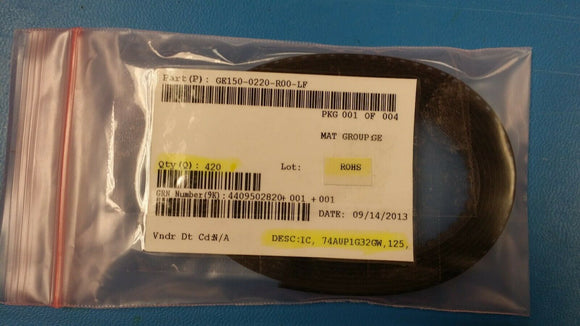 Part(P): GE150-0220-R00-LF
PKG 001 OF 004
MAT GROUP:GE
Qty(Q): 420 Lot: ROHS
GRN Number(9K):4409502820+001 +001
DATE: 09/14/2013
Vndr Dt Cd:N/A DESC:IC, 74AUP1G32GW,125,